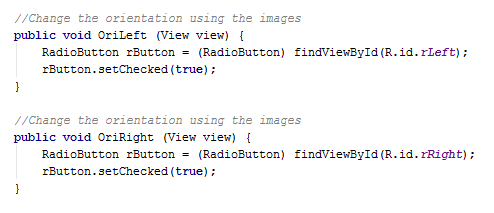 //Change the orientation using the images
public void OriLeft (View view) {
    RadioButton rButton = (RadioButton) findViewById(R.id.rLeft);
    rButton.setChecked(true);
}
//Change the orientation using the images
public void OriRight (View view) {
    RadioButton rButton = (RadioButton) findViewById(R.id.rRight);
    rButton.setChecked(true);
}